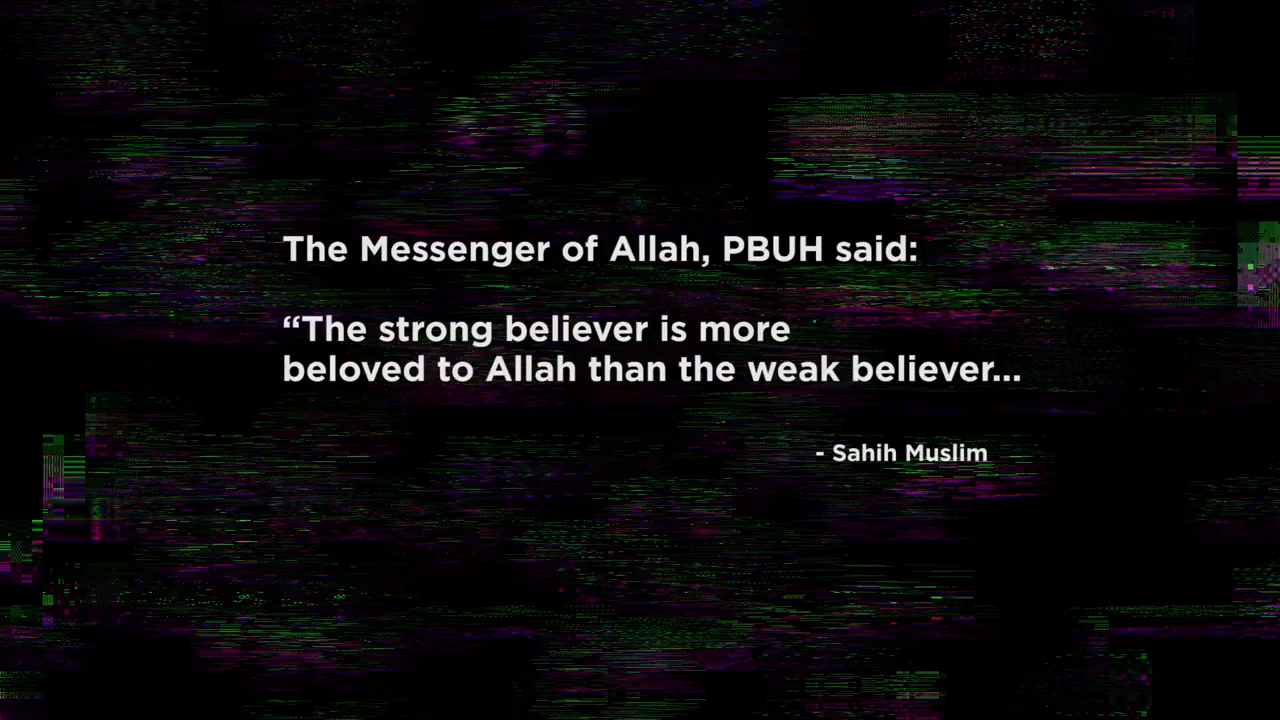 The Messenger of Allah, PBUH said:
“The strong believer is more
beloved to Allah than the weak believer...
- Sahih Muslim